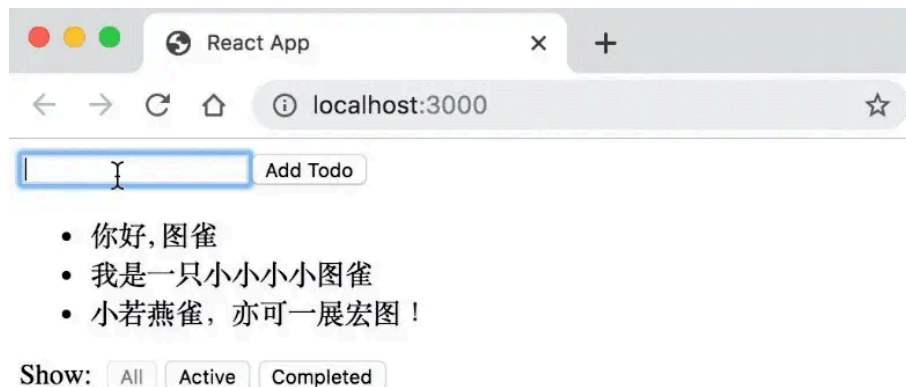 React App
localhost:3000
Add Todo
你好,图雀
我是一只小小小小图雀
小若燕雀，亦可一展宏图！
Show: All Active Completed